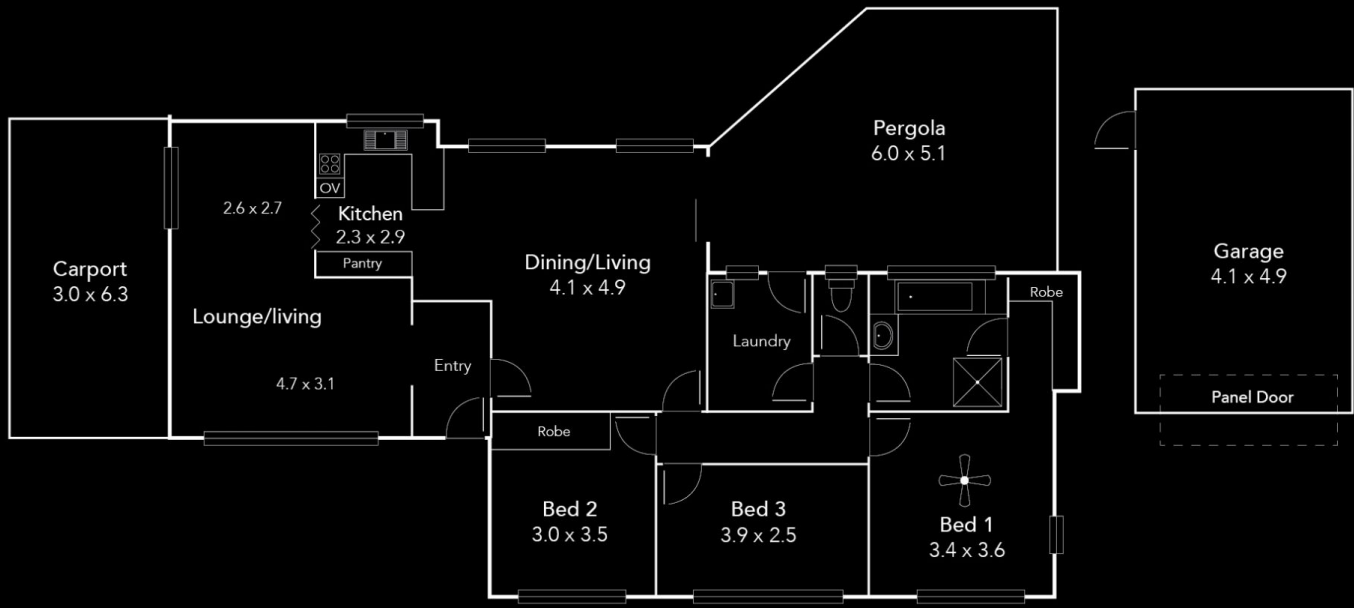 Pergola
6.0 x 5.1
OV
2.6 x 2.7
Kitchen
2.3 x 2.9
Pantry
Carport
3.0 x 6.3
Dining/Living
4.1 x 4.9
Garage
4.1 x 4.9
Robe
Lounge/living
4.7 x 3.1
Entry
Laundry
Panel Door
Robe
Bed 2
3.0 x 3.5
Bed 3
3.9 x 2.5
Bed 1
3.4 x 3.6